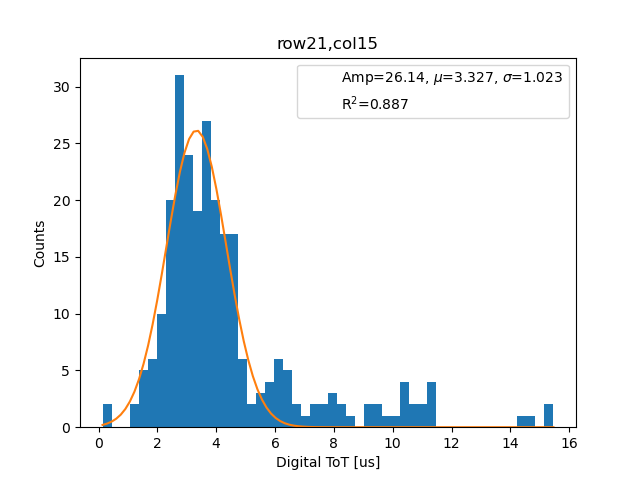 row21,col15
Amp=26.14, μ=3.327, σ=1.023
R²=0.887
30
25
20
15
10
5
0
Counts
0 2 4 6 8 10 12 14 16
Digital ToT [us]